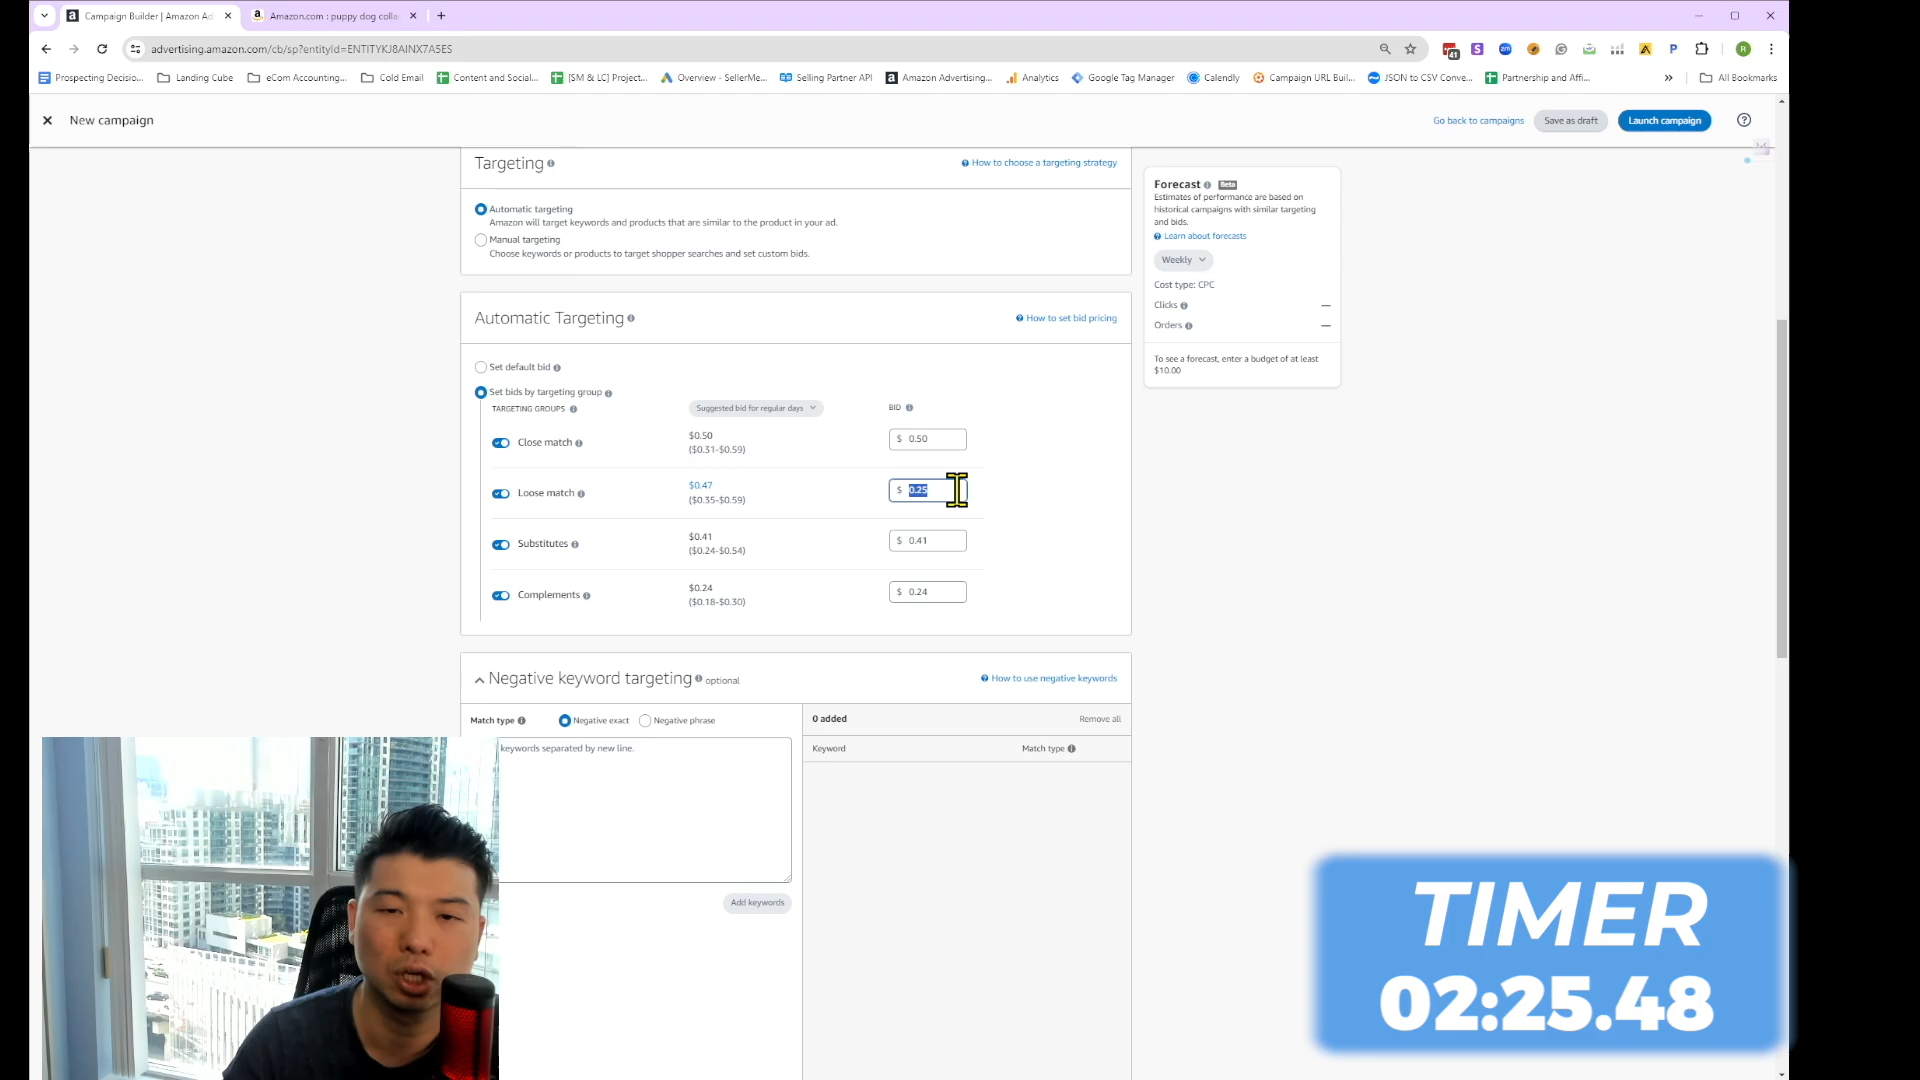 Campaign Builder | Amazon Ad
Amazon.com : puppy dog colla
advertising.amazon.com/cb/sp?entityId=ENTITYKJ8AINX7A5ES
41
Prospecting Decisio...
Landing Cube
eCom Accounting...
Cold Email
Content and Social...
[SM & LC] Project...
Overview - SellerMe...
Selling Partner API
Amazon Advertising...
Analytics
Google Tag Manager
Calendly
Campaign URL Buil...
JSON to CSV Conve...
Partnership and Affi...
All Bookmarks
New campaign
Go back to campaigns
Save as draft
Launch campaign
Targeting
How to choose a targeting strategy
Automatic targeting
Amazon will target keywords and products that are similar to the product in your ad.
Manual targeting
Choose keywords or products to target shopper searches and set custom bids.
Forecast
Beta
Estimates of performance are based on
historical campaigns with similar targeting
and bids.
Learn about forecasts
Weekly
Cost type: CPC
Clicks —
Orders —
To see a forecast, enter a budget of at least
$10.00
Automatic Targeting
How to set bid pricing
Set default bid
Set bids by targeting group
TARGETING GROUPS
Suggested bid for regular days
BID
Close match
$0.50
($0.31-$0.59)
$ 0.50
Loose match
$0.47
($0.35-$0.59)
$ 0.25
Substitutes
$0.41
($0.24-$0.54)
$ 0.41
Complements
$0.24
($0.18-$0.30)
$ 0.24
Negative keyword targeting optional
How to use negative keywords
Match type
Negative exact
Negative phrase
keywords separated by new line.
Add keywords
0 added
Remove all
Keyword
Match type
TIMER
02:25.48